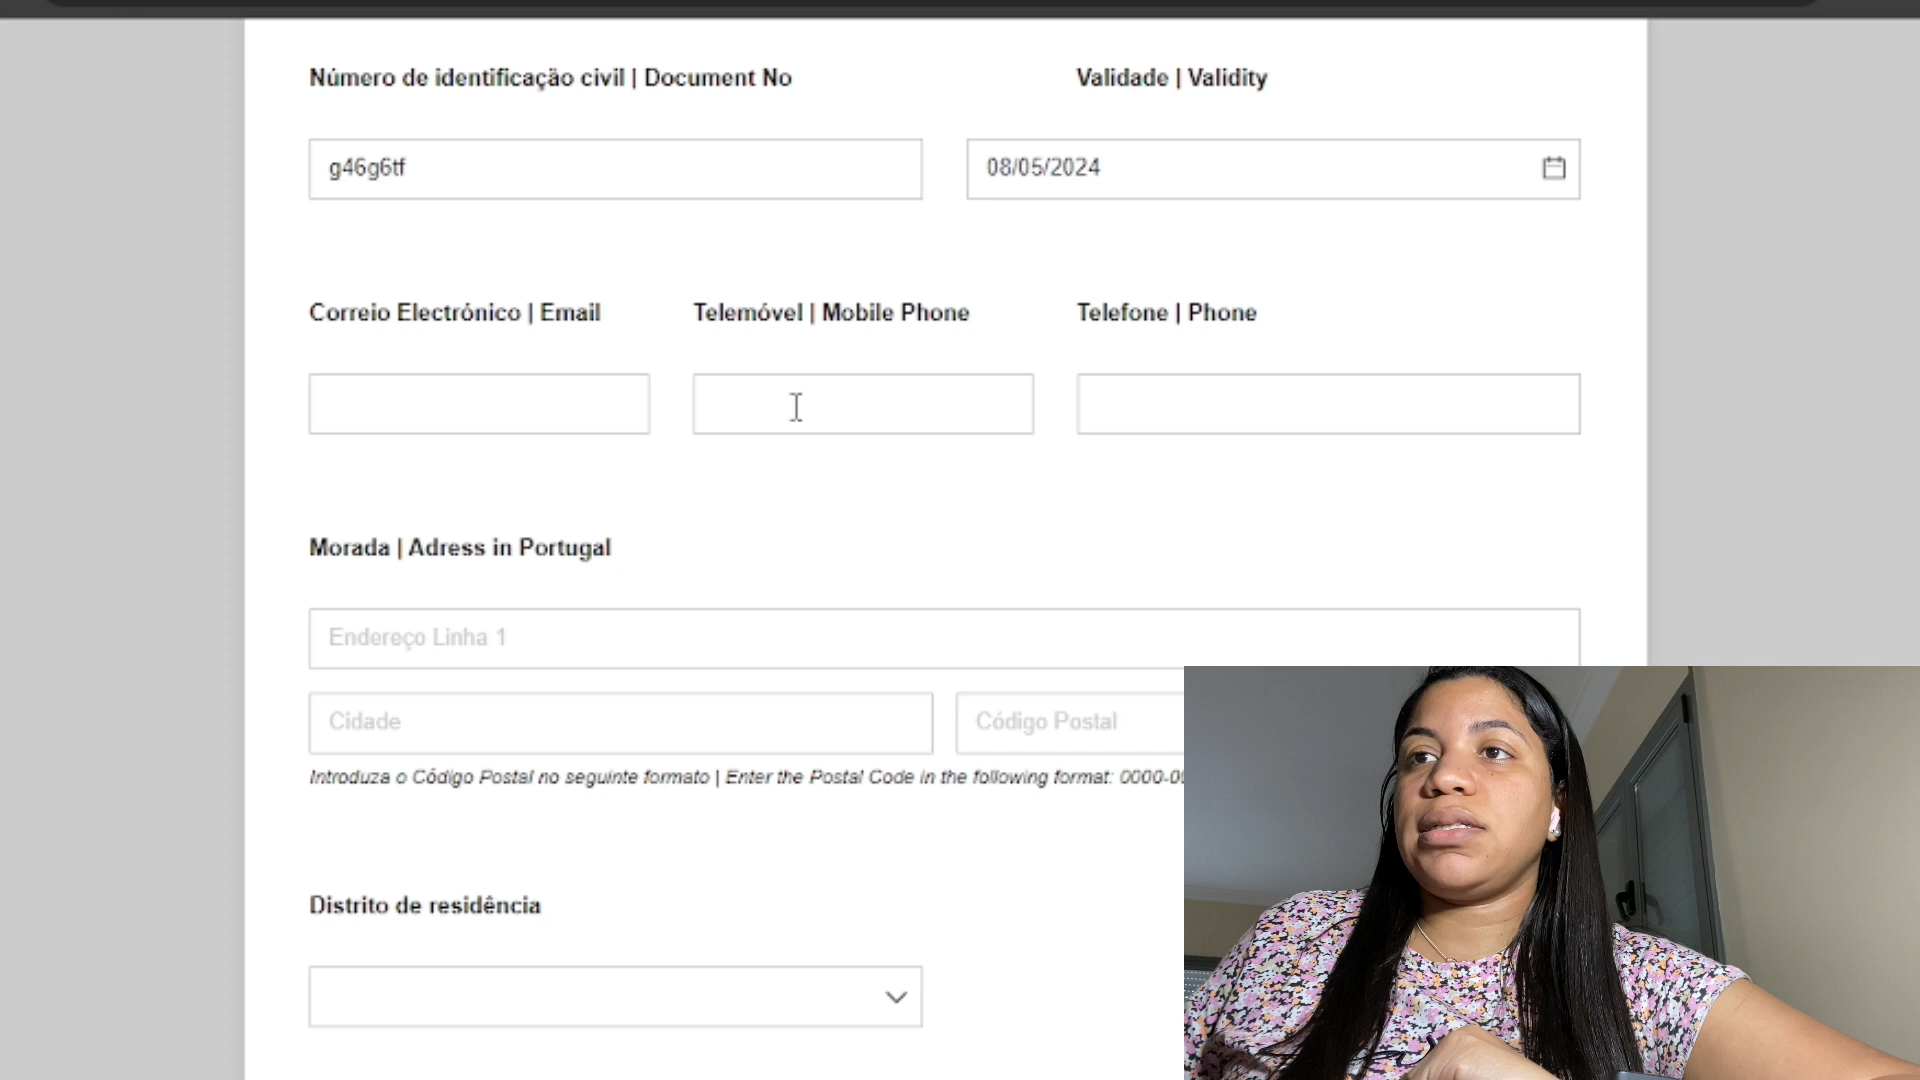 Número de identificação civil | Document No
Validade | Validity
g46g6tf
08/05/2024
Correio Electrónico | Email
Telemóvel | Mobile Phone
Telefone | Phone
Morada | Adress in Portugal
Endereço Linha 1
Cidade
Código Postal
Introduza o Código Postal no seguinte formato | Enter the Postal Code in the following format:
Distrito de residência